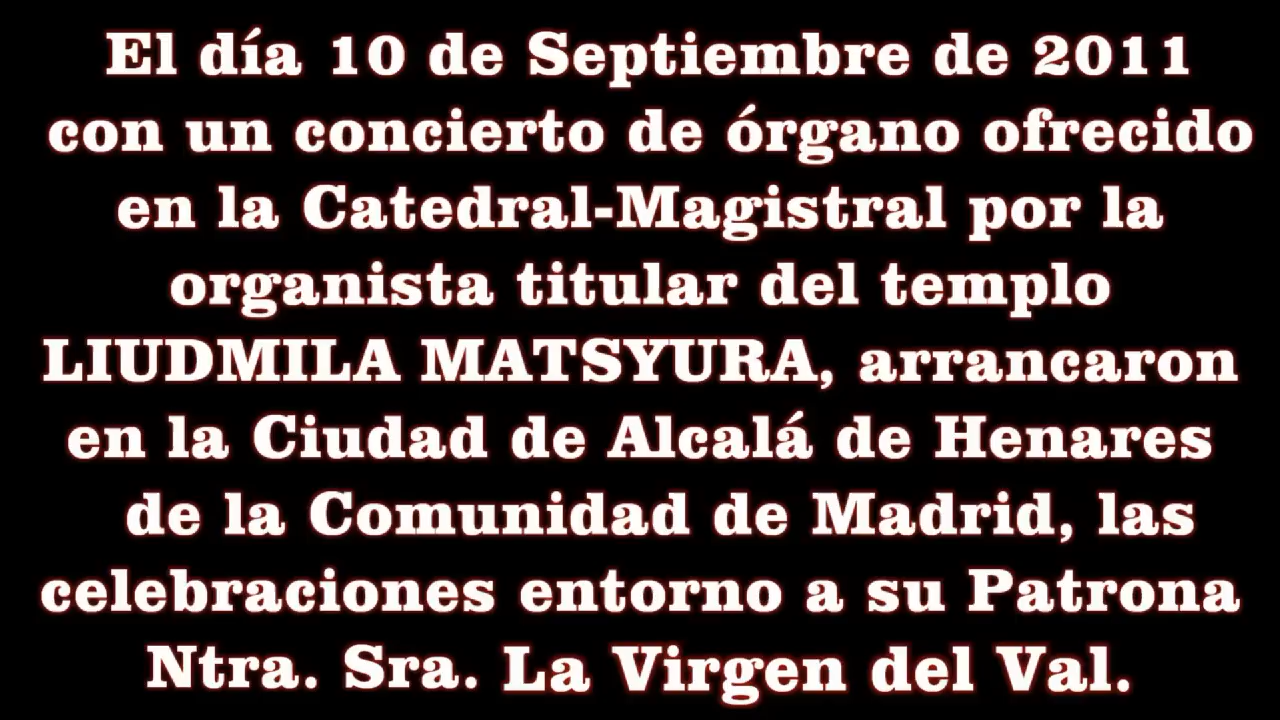 El día 10 de Septiembre de 2011
con un concierto de órgano ofrecido
en la Catedral-Magistral por la
organista titular del templo
LIUDMILA MATSYURA, arrancaron
en la Ciudad de Alcalá de Henares
de la Comunidad de Madrid, las
celebraciones entorno a su Patrona
Ntra. Sra. La Virgen del Val.